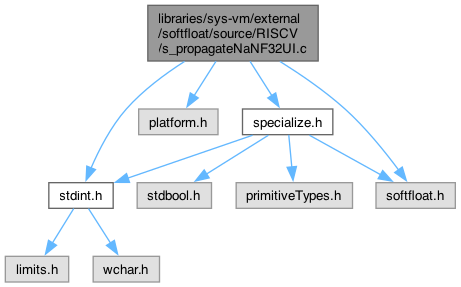 libraries/sys-vm/external
/softfloat/source/RISCV
/s_propagateNaNF32UI.c
platform.h
specialize.h
stdint.h
stdbool.h
primitiveTypes.h
softfloat.h
limits.h
wchar.h